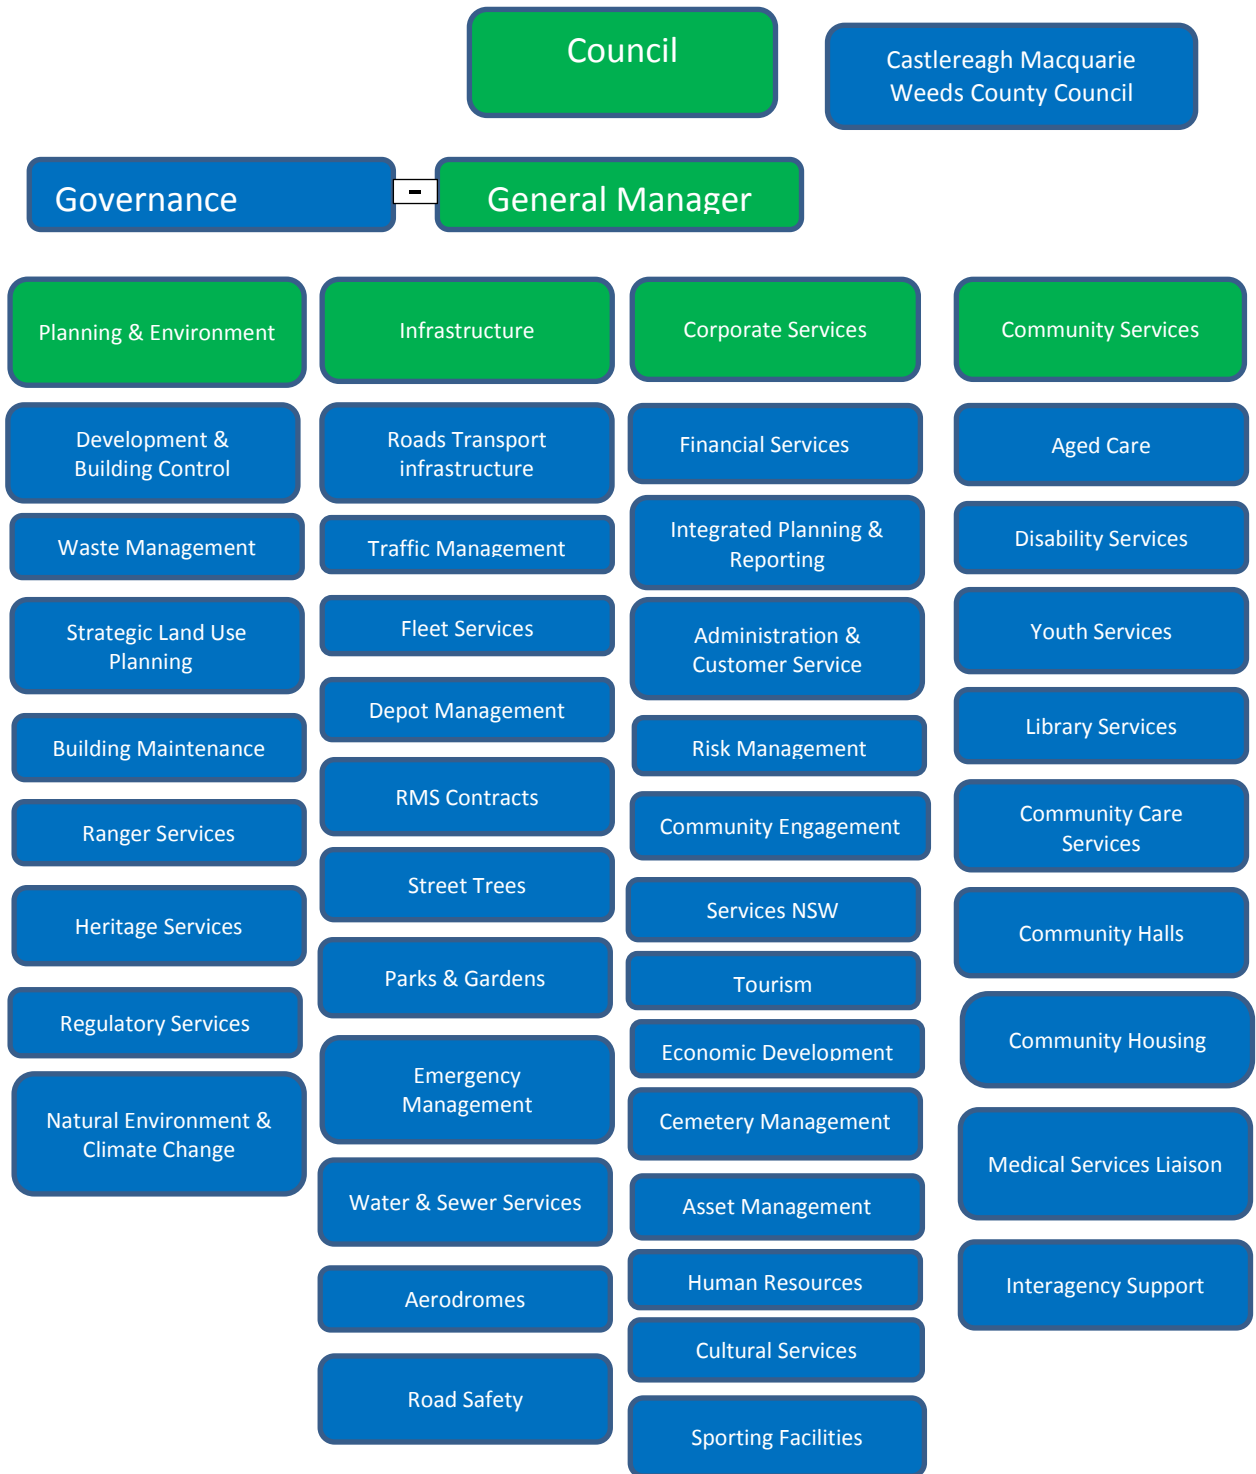 Council
Castlereagh Macquarie
Weeds County Council
Governance
-
General Manager
Planning & Environment
Infrastructure
Corporate Services
Community Services
Development &
Building Control
Waste Management
Strategic Land Use
Planning
Building Maintenance
Ranger Services
Heritage Services
Regulatory Services
Natural Environment &
Climate Change
Roads Transport
infrastructure
Traffic Management
Fleet Services
Depot Management
RMS Contracts
Street Trees
Parks & Gardens
Emergency
Management
Water & Sewer Services
Aerodromes
Road Safety
Financial Services
Integrated Planning &
Reporting
Administration &
Customer Service
Risk Management
Community Engagement
Services NSW
Tourism
Economic Development
Cemetery Management
Asset Management
Human Resources
Cultural Services
Sporting Facilities
Aged Care
Disability Services
Youth Services
Library Services
Community Care
Services
Community Halls
Community Housing
Medical Services Liaison
Interagency Support